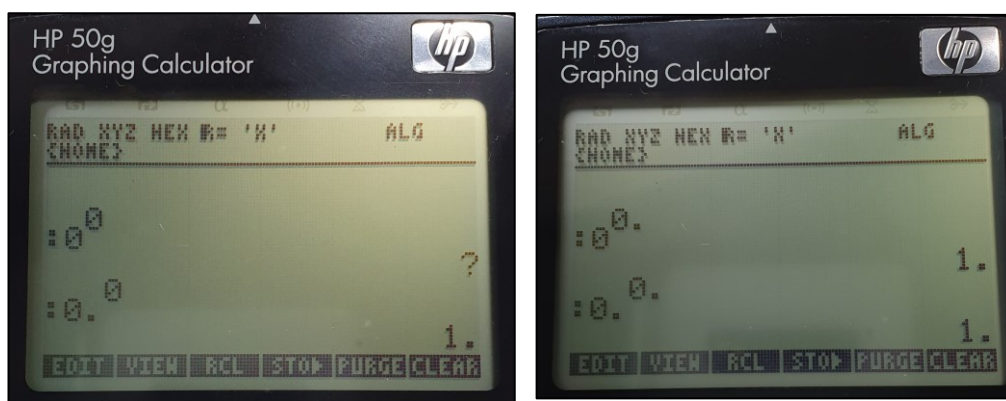 HP 50g
Graphing Calculator
hp
RAD XYZ HEX R= 'X' ALG
{HOME}
:0^0
?
:0.^0
1.
EDIT VIEW RCL STO▶ PURGE CLEAR
HP 50g
Graphing Calculator
hp
RAD XYZ HEX R= 'X' ALG
{HOME}
:0^0.
1.
:0.^0.
1.
EDIT VIEW RCL STO▶ PURGE CLEAR